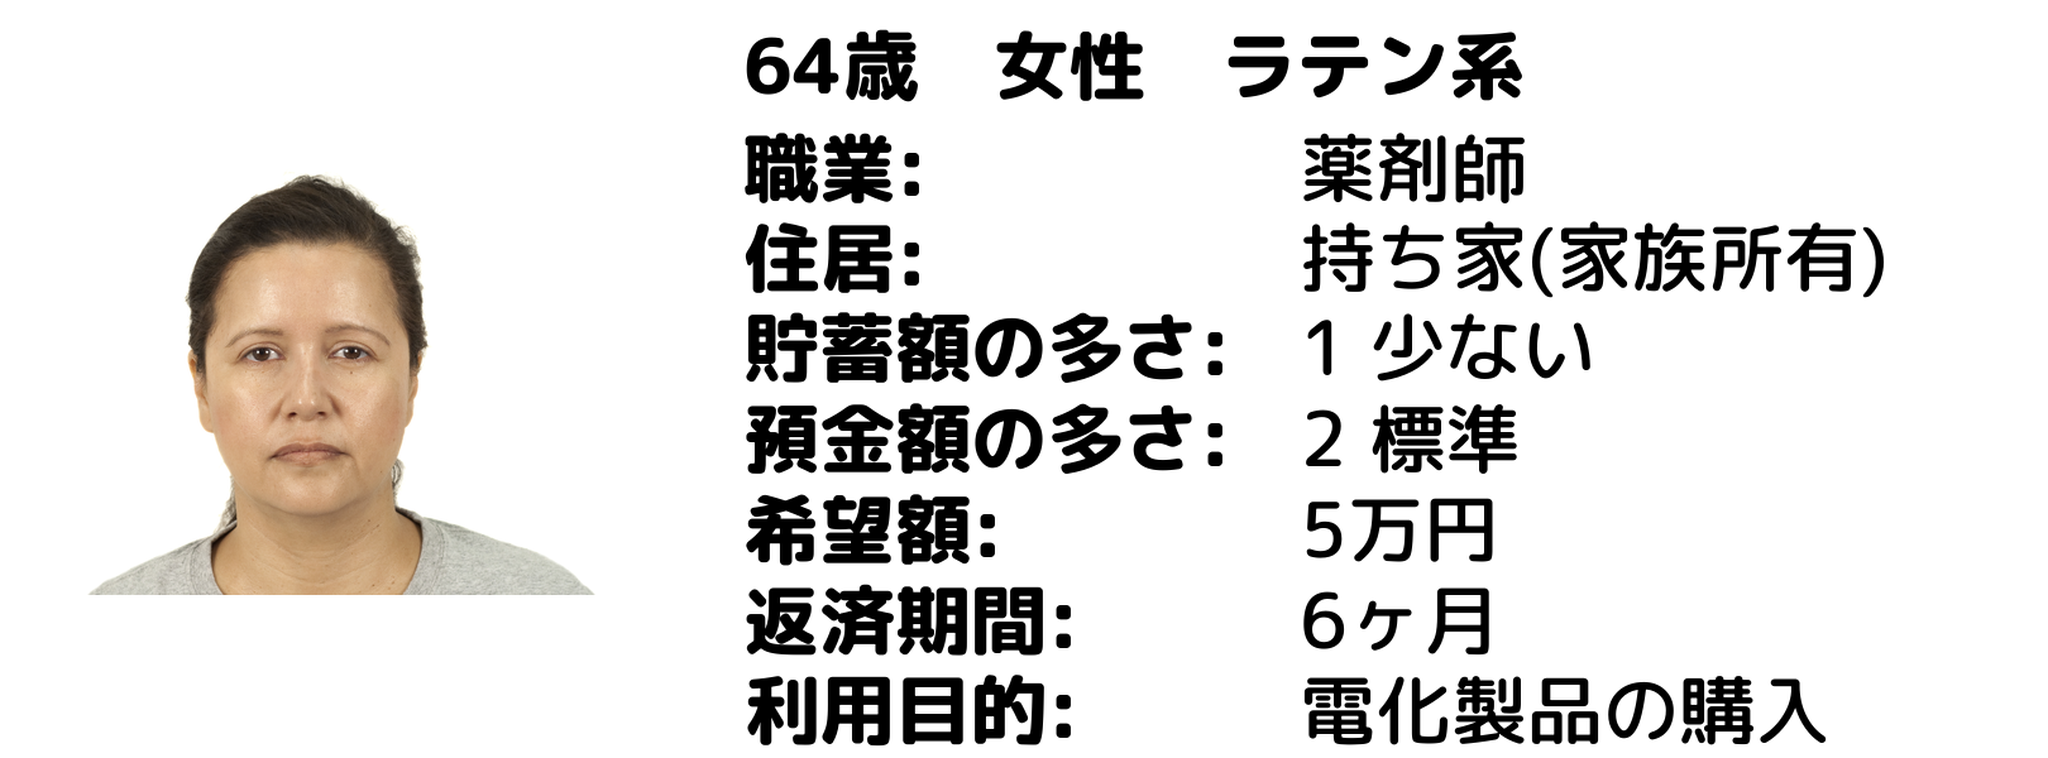 64歳　女性　ラテン系
職業: 薬剤師
住居: 持ち家(家族所有)
貯蓄額の多さ: 1 少ない
預金額の多さ: 2 標準
希望額: 5万円
返済期間: 6ヶ月
利用目的: 電化製品の購入